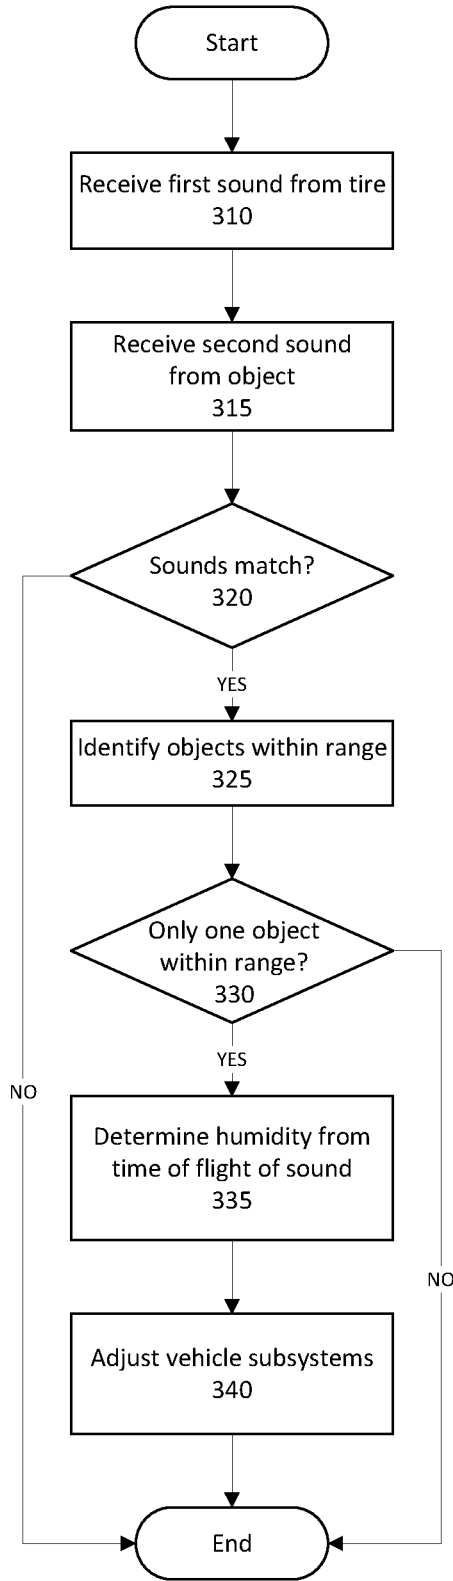 Start
Receive first sound from tire
310
Receive second sound
from object
315
Sounds match?
320
YES
Identify objects within range
325
Only one object
within range?
330
YES
NO
Determine humidity from
time of flight of sound
335
NO
Adjust vehicle subsystems
340
End